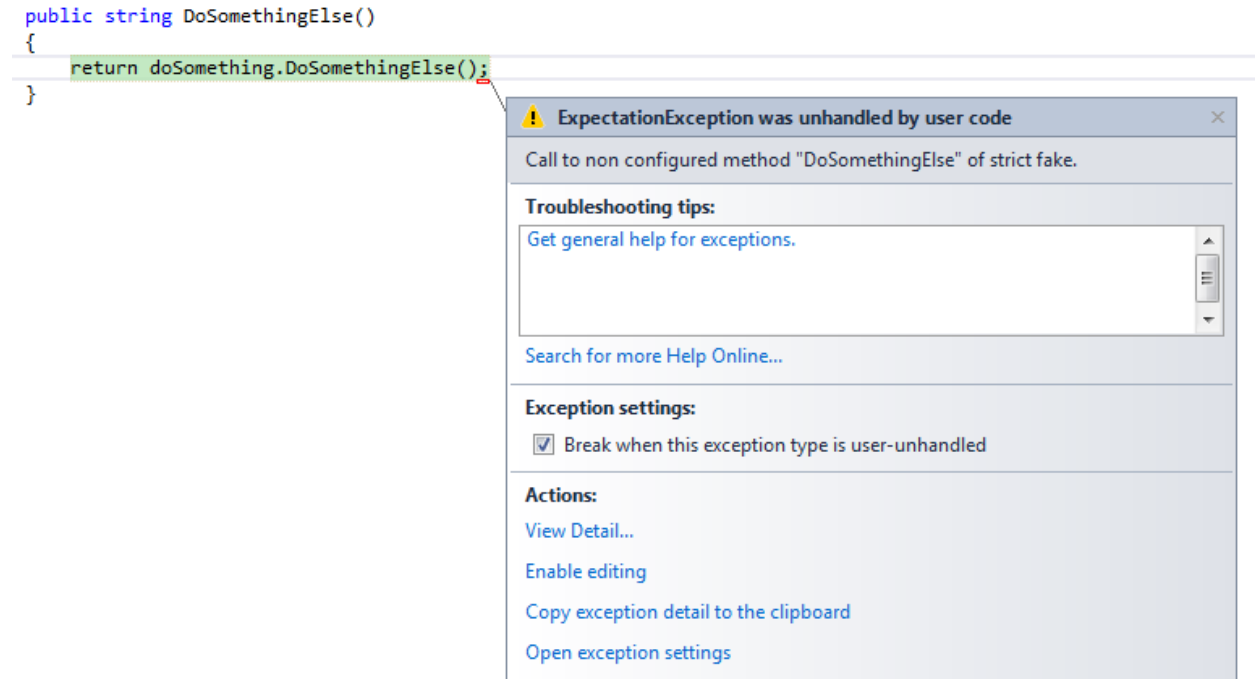 public string DoSomethingElse()
{
return doSomething.DoSomethingElse();
}
ExpectationException was unhandled by user code
Call to non configured method "DoSomethingElse" of strict fake.
Troubleshooting tips:
Get general help for exceptions.
Search for more Help Online...
Exception settings:
Break when this exception type is user-unhandled
Actions:
View Detail...
Enable editing
Copy exception detail to the clipboard
Open exception settings